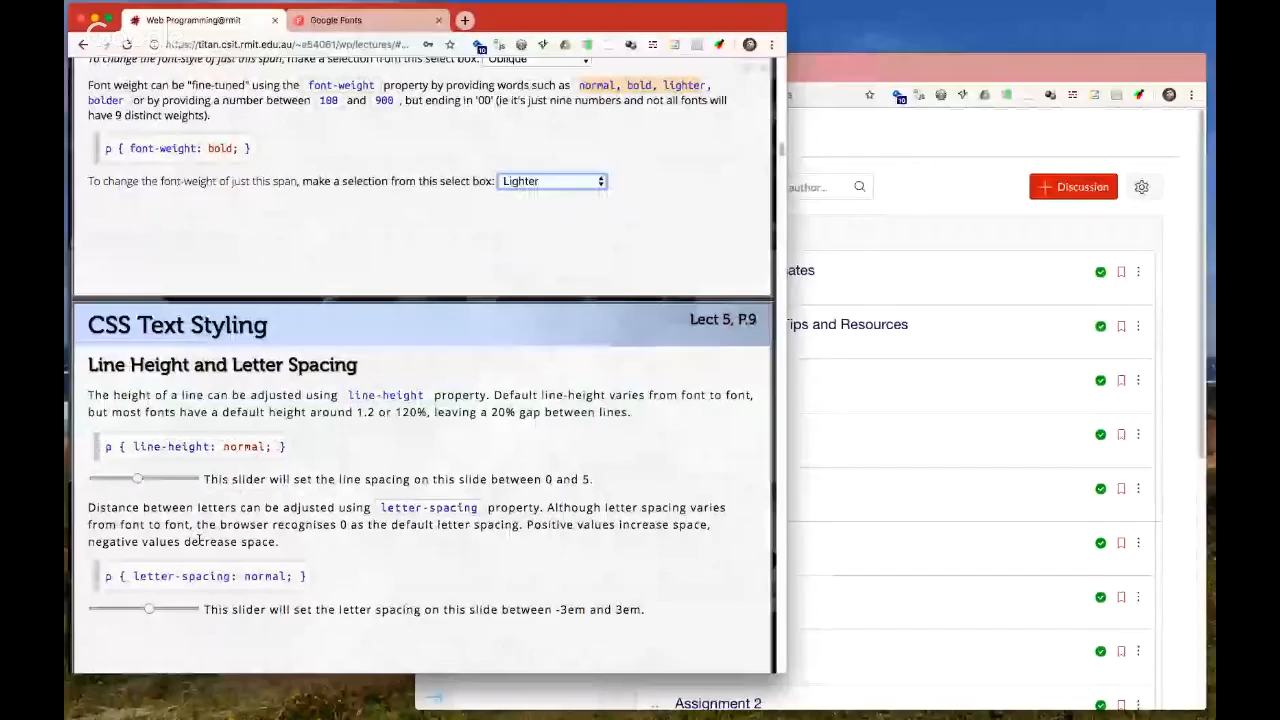 Web Programming@rmit
Google Fonts
https://titan.csit.rmit.edu.au/~e54061/wp/lectures/#...
To change the font-style of just this span, make a selection from this select box: Oblique
Font weight can be "fine-tuned" using the font-weight property by providing words such as normal, bold, lighter,
bolder or by providing a number between 100 and 900 , but ending in '00' (ie it's just nine numbers and not all fonts will
have 9 distinct weights).
p { font-weight: bold; }
To change the font-weight of just this span, make a selection from this select box: Lighter
CSS Text Styling
Lect 5, P.9
Line Height and Letter Spacing
The height of a line can be adjusted using line-height property. Default line-height varies from font to font,
but most fonts have a default height around 1.2 or 120%, leaving a 20% gap between lines.
p { line-height: normal; }
This slider will set the line spacing on this slide between 0 and 5.
Distance between letters can be adjusted using letter-spacing property. Although letter spacing varies
from font to font, the browser recognises 0 as the default letter spacing. Positive values increase space,
negative values decrease space.
p { letter-spacing: normal; }
This slider will set the letter spacing on this slide between -3em and 3em.
author...
Discussion
ates
Tips and Resources
Assignment 2